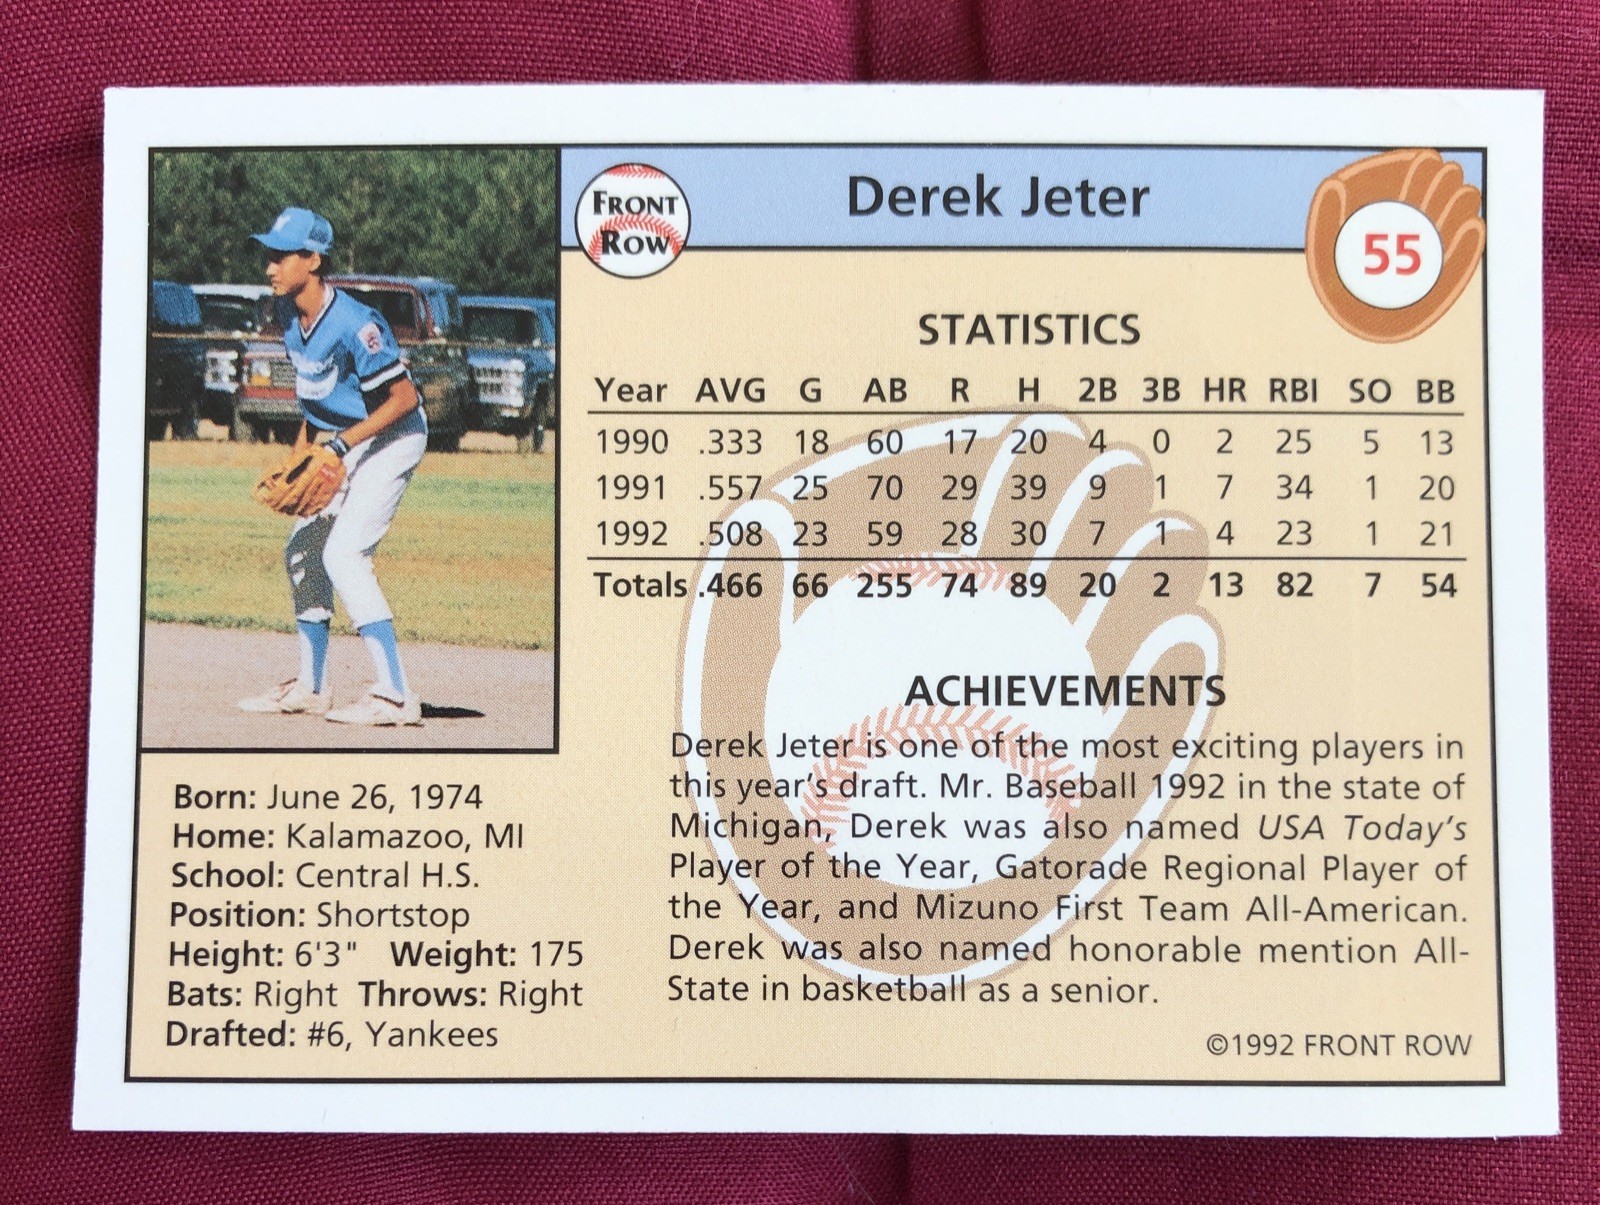 FRONT
ROW
Derek Jeter
55
STATISTICS
Year AVG G AB R H 2B 3B HR RBI SO BB
1990 .333 18 60 17 20 4 0 2 25 5 13
1991 .557 25 70 29 39 9 1 7 34 1 20
1992 .508 23 59 28 30 7 1 4 23 1 21
Totals .466 66 255 74 89 20 2 13 82 7 54
ACHIEVEMENTS
Derek Jeter is one of the most exciting players in
this year's draft. Mr. Baseball 1992 in the state of
Michigan, Derek was also named USA Today's
Player of the Year, Gatorade Regional Player of
the Year, and Mizuno First Team All-American.
Derek was also named honorable mention All-
State in basketball as a senior.
Born: June 26, 1974
Home: Kalamazoo, MI
School: Central H.S.
Position: Shortstop
Height: 6'3" Weight: 175
Bats: Right Throws: Right
Drafted: #6, Yankees
©1992 FRONT ROW